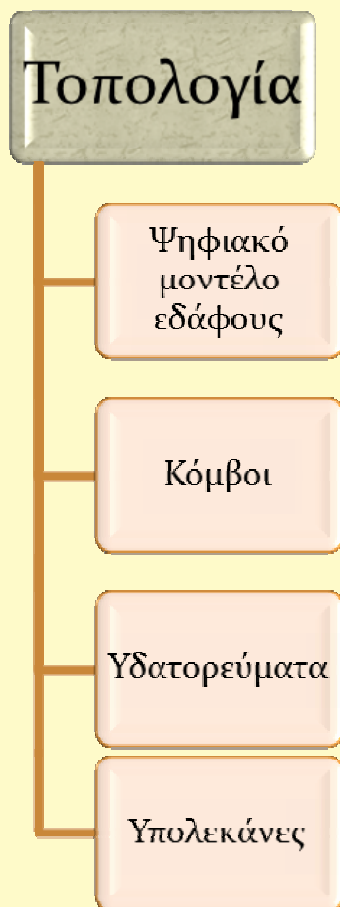 Τοπολογία
Ψηφιακό
μοντέλο
εδάφους
Κόμβοι
Υδατορεύματα
Υπολεκάνες